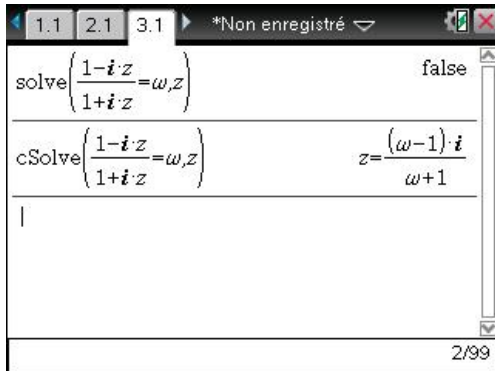 1.1 2.1 3.1 *Non enregistré
solve((1-i·z)/(1+i·z)=ω,z) false
cSolve((1-i·z)/(1+i·z)=ω,z) z=((ω-1)·i)/(ω+1)
2/99